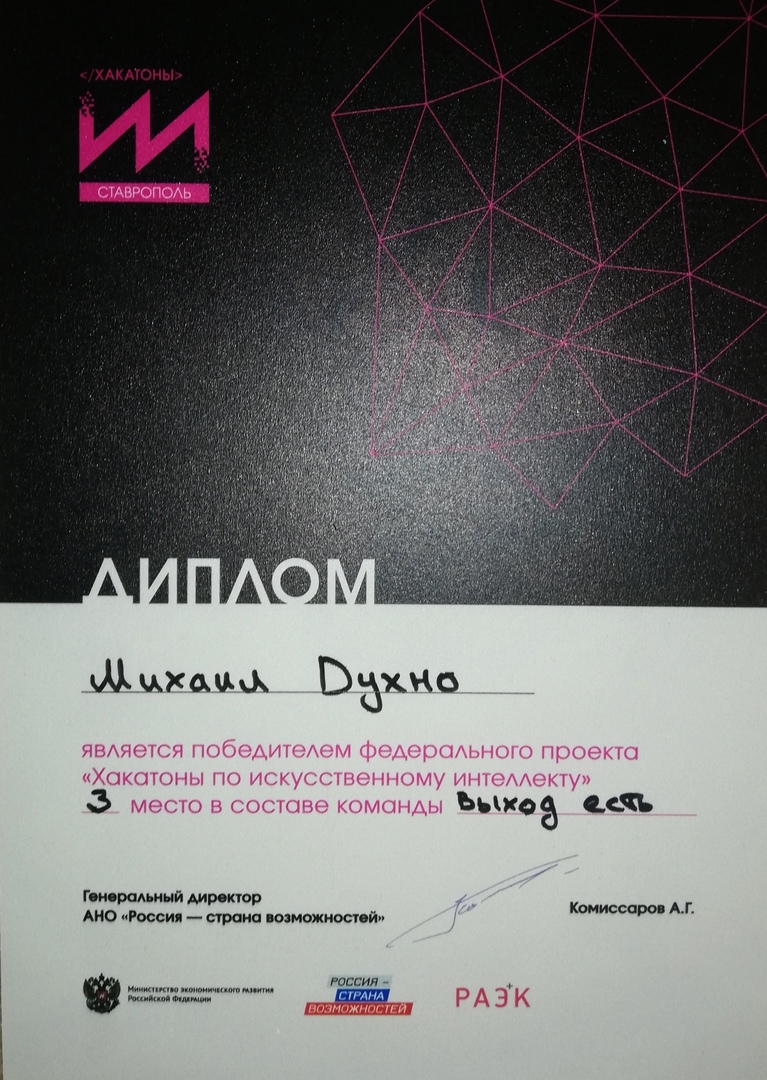 </ХАКАТОНЫ>
ИИ
СТАВРОПОЛЬ
ДИПЛОМ
Михаил Духно
является победителем федерального проекта
«Хакатоны по искусственному интеллекту»
3 место в составе команды Выход есть
Генеральный директор
АНО «Россия — страна возможностей»
Комиссаров А.Г.
Министерство экономического развития
Российской Федерации
РОССИЯ –
СТРАНА
ВОЗМОЖНОСТЕЙ
РАЭК